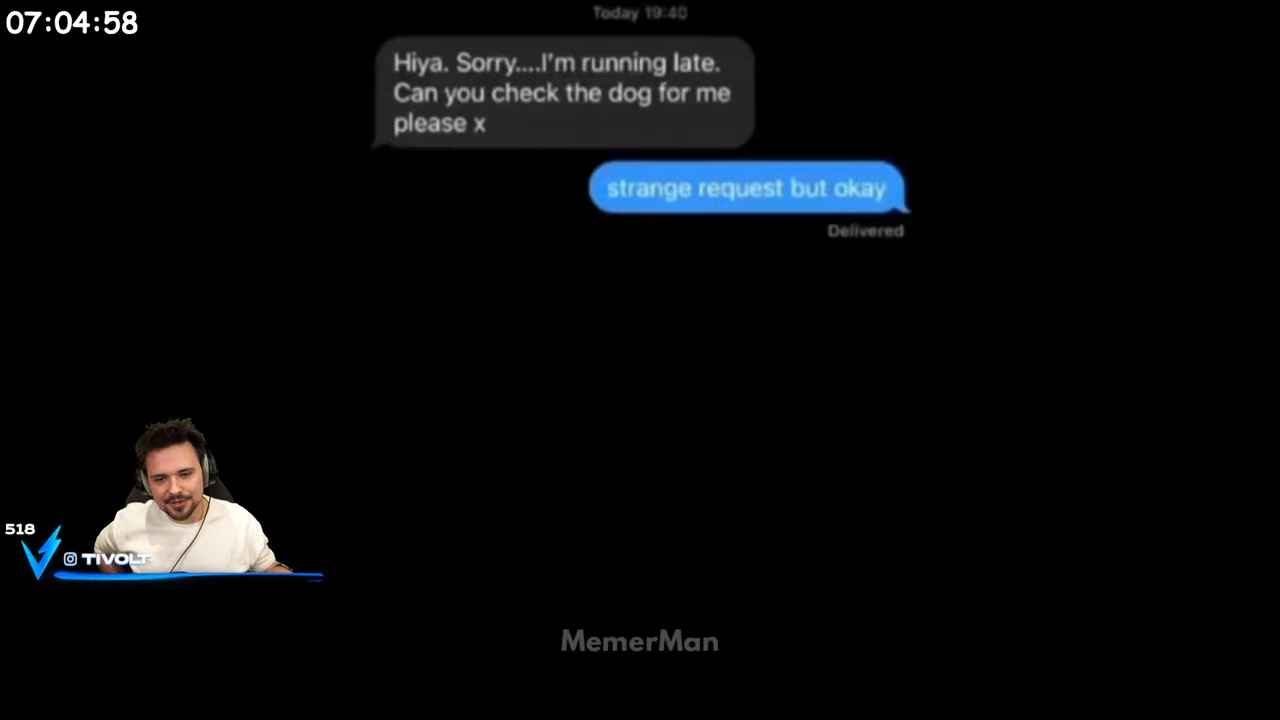 07:04:58
Today 19:40
Hiya. Sorry....I'm running late.
Can you check the dog for me
please x
strange request but okay
Delivered
518
TIVOLT
MemerMan